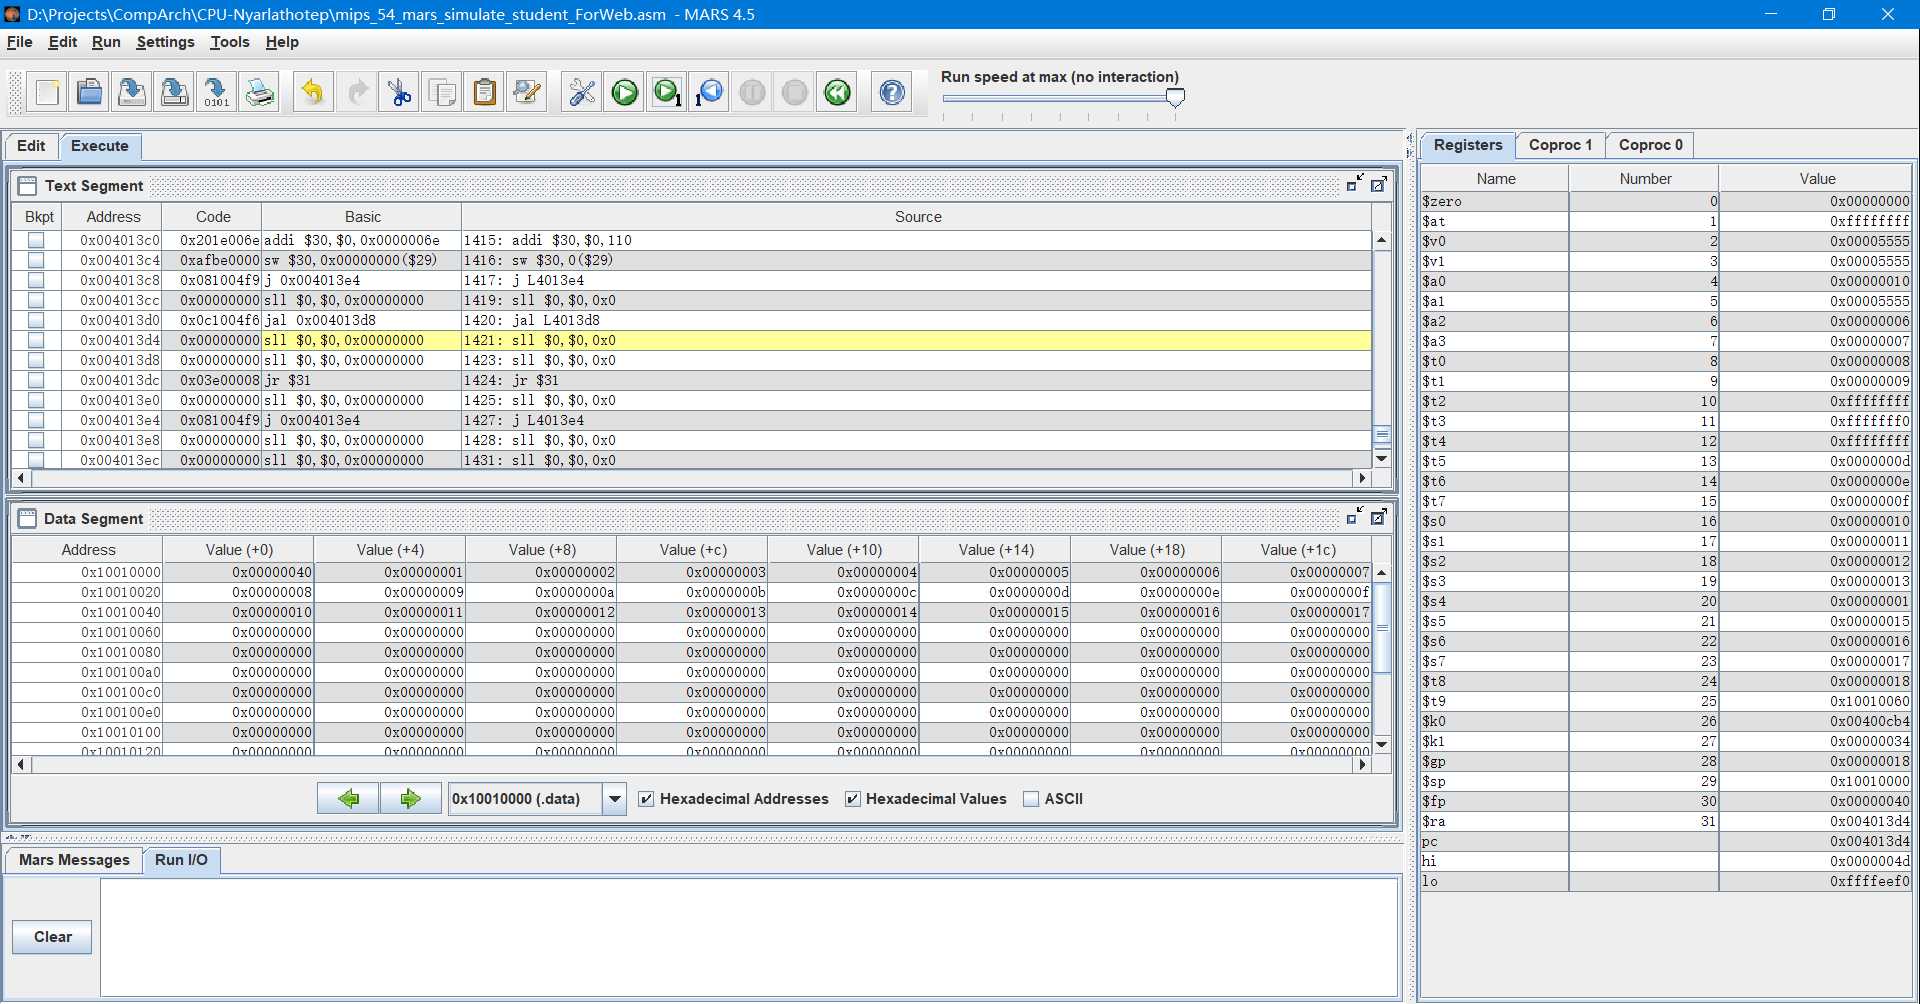 D:\Projects\CompArch\CPU-Nyarlathotep\mips_54_mars_simulate_student_ForWeb.asm - MARS 4.5
File Edit Run Settings Tools Help
Run speed at max (no interaction)
Edit Execute
Text Segment
Bkpt Address Code Basic Source
0x004013c0 0x201e006e addi $30,$0,0x0000006e 1415: addi $30,$0,110
0x004013c4 0xafbe0000 sw $30,0x00000000($29) 1416: sw $30,0($29)
0x004013c8 0x081004f9 j 0x004013e4 1417: j L4013e4
0x004013cc 0x00000000 sll $0,$0,0x00000000 1419: sll $0,$0,0x0
0x004013d0 0x0c1004f6 jal 0x004013d8 1420: jal L4013d8
0x004013d4 0x00000000 sll $0,$0,0x00000000 1421: sll $0,$0,0x0
0x004013d8 0x00000000 sll $0,$0,0x00000000 1423: sll $0,$0,0x0
0x004013dc 0x03e00008 jr $31 1424: jr $31
0x004013e0 0x00000000 sll $0,$0,0x00000000 1425: sll $0,$0,0x0
0x004013e4 0x081004f9 j 0x004013e4 1427: j L4013e4
0x004013e8 0x00000000 sll $0,$0,0x00000000 1428: sll $0,$0,0x0
0x004013ec 0x00000000 sll $0,$0,0x00000000 1431: sll $0,$0,0x0
Data Segment
Address Value (+0) Value (+4) Value (+8) Value (+c) Value (+10) Value (+14) Value (+18) Value (+1c)
0x10010000 0x00000040 0x00000001 0x00000002 0x00000003 0x00000004 0x00000005 0x00000006 0x00000007
0x10010020 0x00000008 0x00000009 0x0000000a 0x0000000b 0x0000000c 0x0000000d 0x0000000e 0x0000000f
0x10010040 0x00000010 0x00000011 0x00000012 0x00000013 0x00000014 0x00000015 0x00000016 0x00000017
0x10010060 0x00000000 0x00000000 0x00000000 0x00000000 0x00000000 0x00000000 0x00000000 0x00000000
0x10010080 0x00000000 0x00000000 0x00000000 0x00000000 0x00000000 0x00000000 0x00000000 0x00000000
0x100100a0 0x00000000 0x00000000 0x00000000 0x00000000 0x00000000 0x00000000 0x00000000 0x00000000
0x100100c0 0x00000000 0x00000000 0x00000000 0x00000000 0x00000000 0x00000000 0x00000000 0x00000000
0x100100e0 0x00000000 0x00000000 0x00000000 0x00000000 0x00000000 0x00000000 0x00000000 0x00000000
0x10010100 0x00000000 0x00000000 0x00000000 0x00000000 0x00000000 0x00000000 0x00000000 0x00000000
0x10010120 0x00000000 0x00000000 0x00000000 0x00000000 0x00000000 0x00000000 0x00000000 0x00000000
0x10010000 (.data) Hexadecimal Addresses Hexadecimal Values ASCII
Mars Messages Run I/O
Clear
Registers Coproc 1 Coproc 0
Name Number Value
$zero 0 0x00000000
$at 1 0xffffffff
$v0 2 0x00005555
$v1 3 0x00005555
$a0 4 0x00000010
$a1 5 0x00005555
$a2 6 0x00000006
$a3 7 0x00000007
$t0 8 0x00000008
$t1 9 0x00000009
$t2 10 0xffffffff
$t3 11 0xfffffff0
$t4 12 0xffffffff
$t5 13 0x0000000d
$t6 14 0x0000000e
$t7 15 0x0000000f
$s0 16 0x00000010
$s1 17 0x00000011
$s2 18 0x00000012
$s3 19 0x00000013
$s4 20 0x00000001
$s5 21 0x00000015
$s6 22 0x00000016
$s7 23 0x00000017
$t8 24 0x00000018
$t9 25 0x10010060
$k0 26 0x00400cb4
$k1 27 0x00000034
$gp 28 0x00000018
$sp 29 0x10010000
$fp 30 0x00000040
$ra 31 0x004013d4
pc 0x004013d4
hi 0x0000004d
lo 0xffffeef0